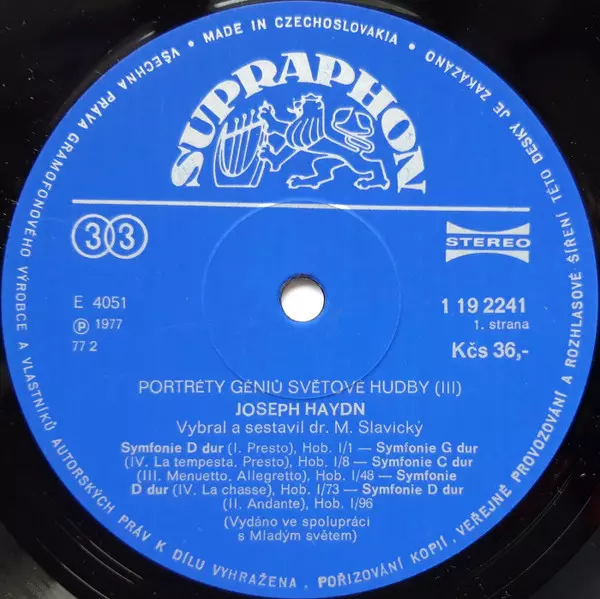 VŠECHNA PRÁVA GRAMOFONOVÉHO VÝROBCE A VLASTNÍKŮ AUTORSKÝCH PRÁV K DÍLU VYHRAŽENA. POŘIZOVÁNÍ KOPIÍ, VEŘEJNÉ PROVOZOVÁNÍ A ROZHLASOVÉ ŠÍŘENÍ TÉTO DESKY JE ZAKÁZÁNO • MADE IN CZECHOSLOVAKIA •
SUPRAPHON
33
STEREO
E 4051
℗ 1977
77 2
1 19 2241
1. strana
Kčs 36,-
PORTRÉTY GÉNIŮ SVĚTOVÉ HUDBY (III)
JOSEPH HAYDN
Vybral a sestavil dr. M. Slavický
Symfonie D dur (I. Presto), Hob. I/1 — Symfonie G dur
(IV. La tempesta, Presto), Hob. I/8 — Symfonie C dur
(III. Menuetto, Allegretto), Hob. I/48 — Symfonie
D dur (IV. La chasse), Hob. I/73 — Symfonie D dur
(II. Andante), Hob. I/96
(Vydáno ve spolupráci
s Mladým světem)